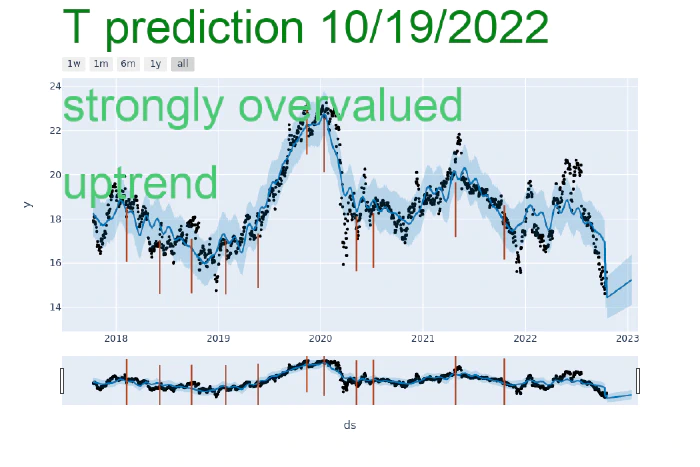 T prediction 10/19/2022
1w 1m 6m 1y all
strongly overvalued
uptrend
24
22
20
18
16
14
y
2018 2019 2020 2021 2022 2023
ds